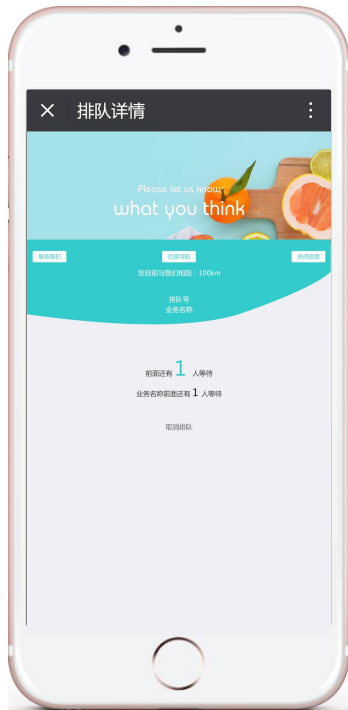 排队详情
Please let us know
what you think
联系我们
位置导航
关闭语音
您目前与我们相距：100km
排队号
业务名称
前面还有 1 人等待
业务名称前面还有 1 人等待
取消排队